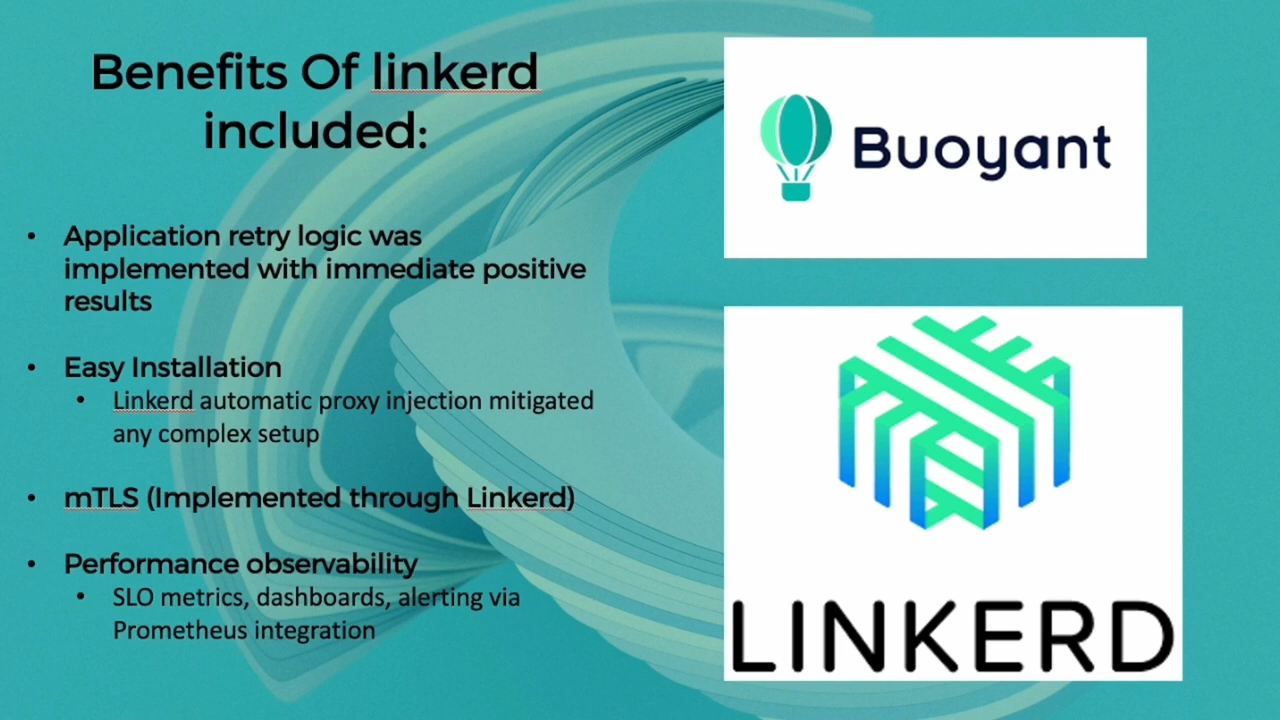 Benefits Of linkerd
included:
• Application retry logic was
implemented with immediate positive
results
• Easy Installation
• Linkerd automatic proxy injection mitigated
any complex setup
• mTLS (Implemented through Linkerd)
• Performance observability
• SLO metrics, dashboards, alerting via
Prometheus integration
Buoyant
LINKERD